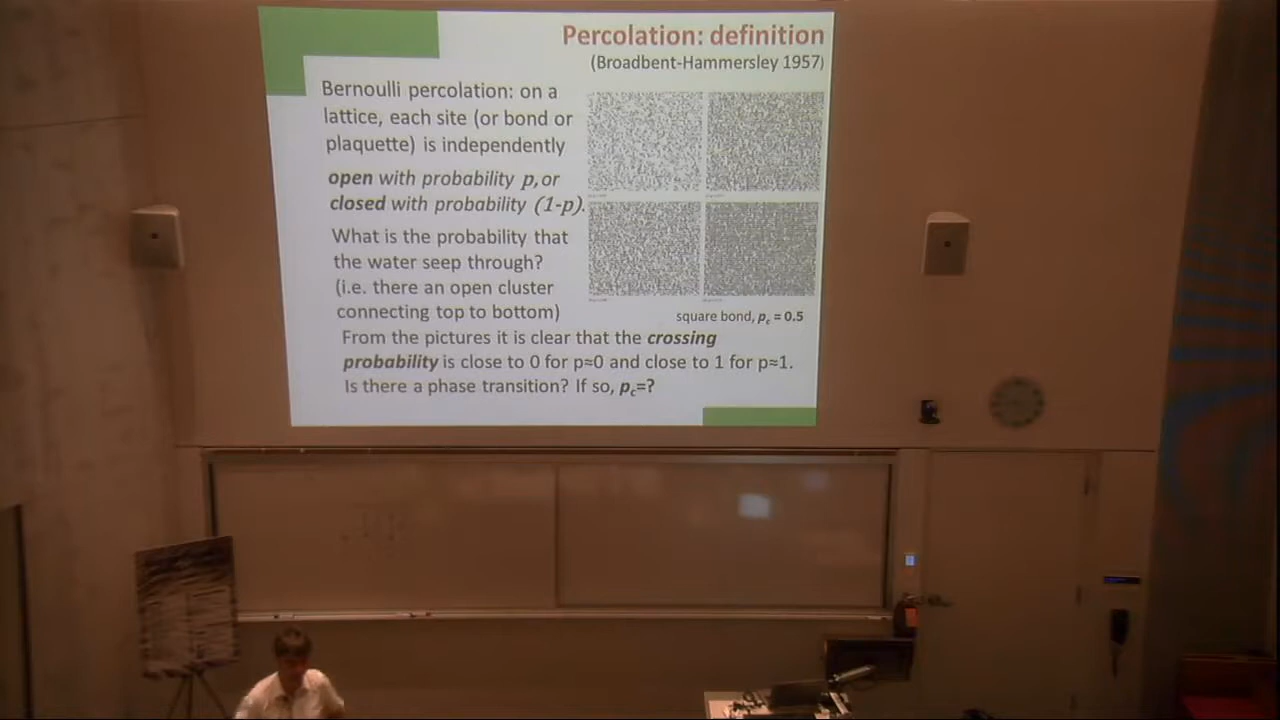 Percolation: definition
(Broadbent-Hammersley 1957)
Bernoulli percolation: on a
lattice, each site (or bond or
plaquette) is independently
open with probability p, or
closed with probability (1-p).
What is the probability that
the water seep through?
(i.e. there an open cluster
connecting top to bottom)
square bond, pc = 0.5
From the pictures it is clear that the crossing
probability is close to 0 for p≈0 and close to 1 for p≈1.
Is there a phase transition? If so, pc=?